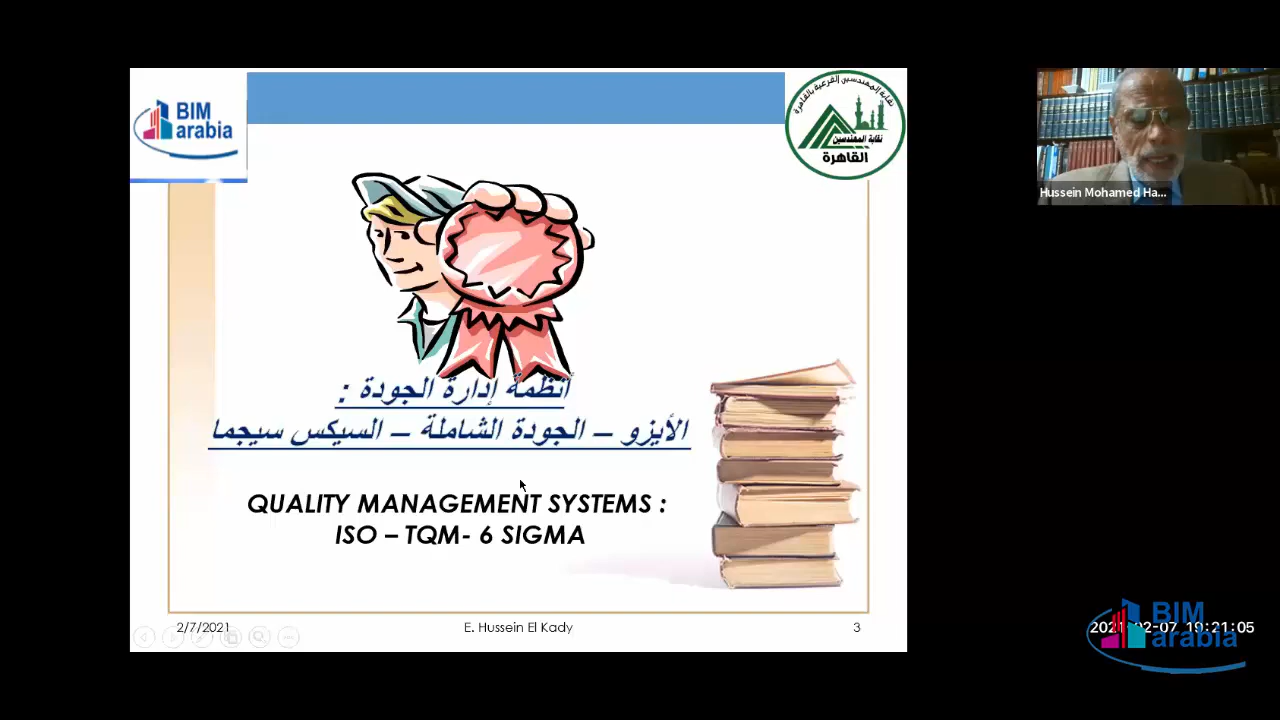 BIM
arabia
نقابة المهندسين الفرعية بالقاهرة
نقابة المهندسين
القاهرة
Hussein Mohamed Ha...
أنظمة إدارة الجودة :
الأيزو – الجودة الشاملة – السيكس سيجما
QUALITY MANAGEMENT SYSTEMS :
ISO – TQM- 6 SIGMA
2/7/2021
E. Hussein El Kady
3
BIM
arabia
2021-02-07 19:21:05